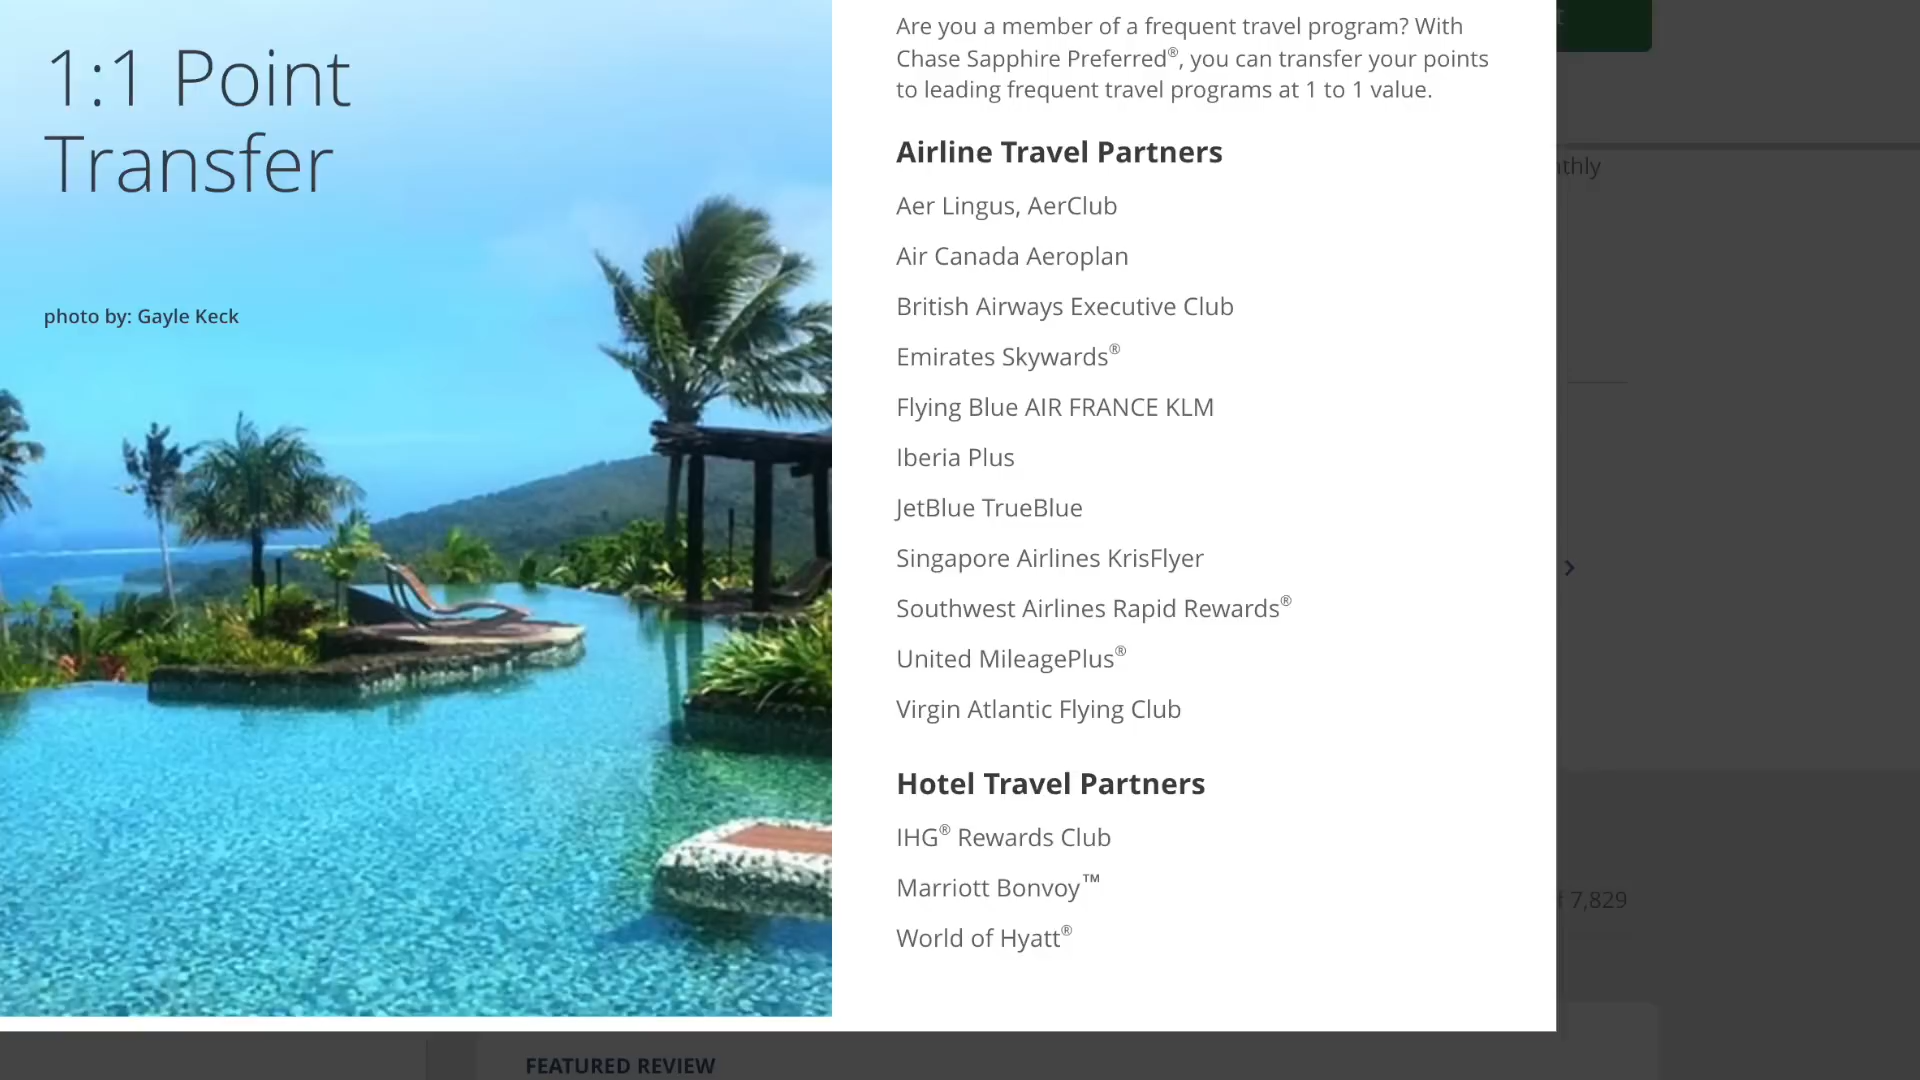 1:1 Point
Transfer
photo by: Gayle Keck
Are you a member of a frequent travel program? With
Chase Sapphire Preferred®, you can transfer your points
to leading frequent travel programs at 1 to 1 value.
Airline Travel Partners
Aer Lingus, AerClub
Air Canada Aeroplan
British Airways Executive Club
Emirates Skywards®
Flying Blue AIR FRANCE KLM
Iberia Plus
JetBlue TrueBlue
Singapore Airlines KrisFlyer
Southwest Airlines Rapid Rewards®
United MileagePlus®
Virgin Atlantic Flying Club
Hotel Travel Partners
IHG® Rewards Club
Marriott Bonvoy™
World of Hyatt®
7,829
FEATURED REVIEW